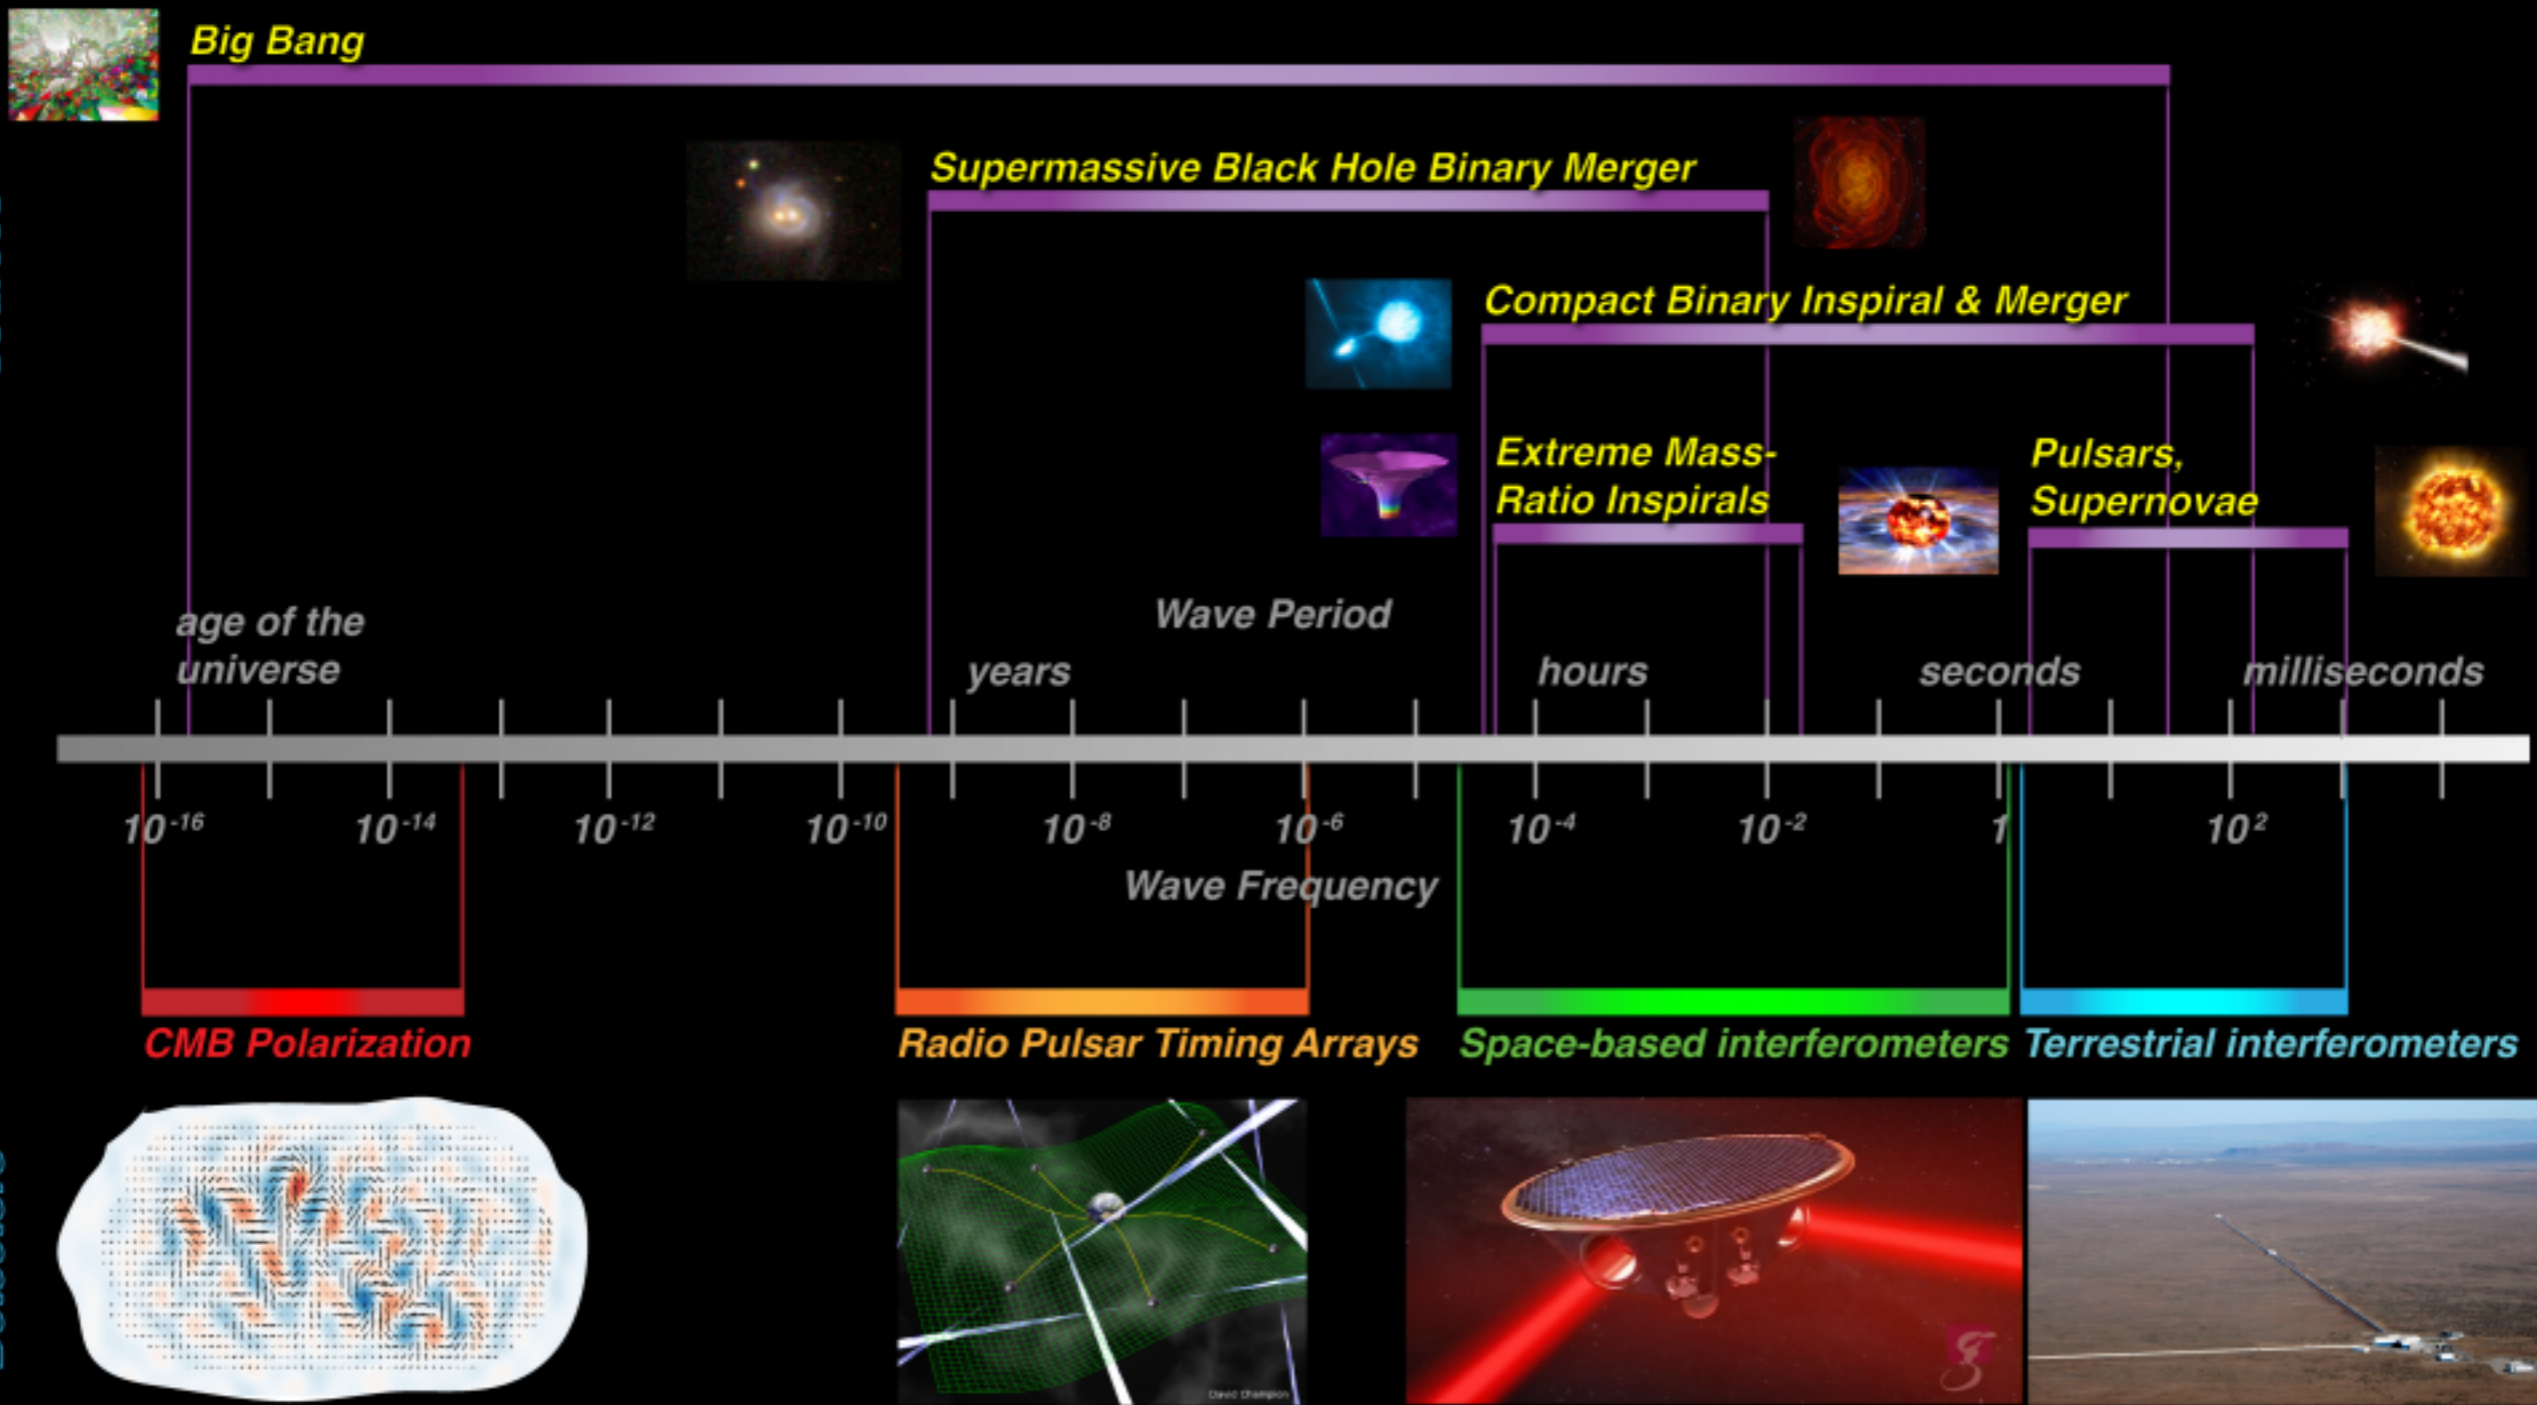 Big Bang
Supermassive Black Hole Binary Merger
Compact Binary Inspiral & Merger
Extreme Mass-
Ratio Inspirals
Pulsars,
Supernovae
age of the
universe
Wave Period
years
hours
seconds
milliseconds
10⁻¹⁶
10⁻¹⁴
10⁻¹²
10⁻¹⁰
10⁻⁸
10⁻⁶
10⁻⁴
10⁻²
1
10²
Wave Frequency
CMB Polarization
Radio Pulsar Timing Arrays
Space-based interferometers
Terrestrial interferometers
David Champion